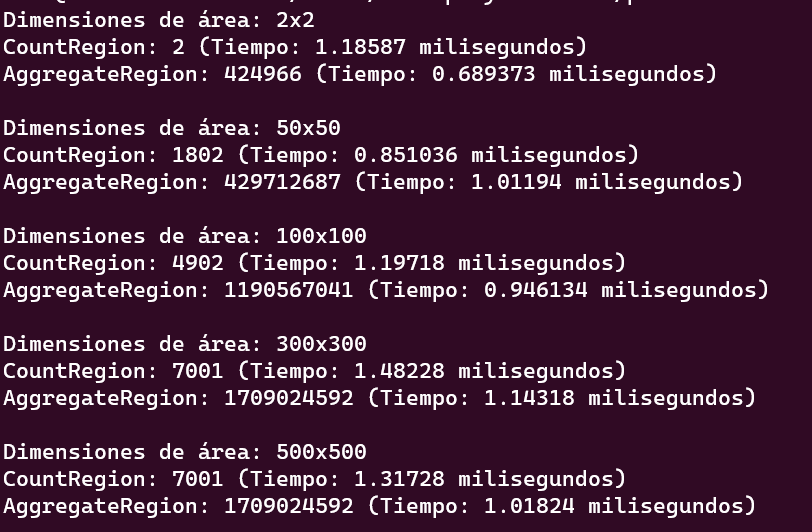 Dimensiones de área: 2x2
CountRegion: 2 (Tiempo: 1.18587 milisegundos)
AggregateRegion: 424966 (Tiempo: 0.689373 milisegundos)
Dimensiones de área: 50x50
CountRegion: 1802 (Tiempo: 0.851036 milisegundos)
AggregateRegion: 429712687 (Tiempo: 1.01194 milisegundos)
Dimensiones de área: 100x100
CountRegion: 4902 (Tiempo: 1.19718 milisegundos)
AggregateRegion: 1190567041 (Tiempo: 0.946134 milisegundos)
Dimensiones de área: 300x300
CountRegion: 7001 (Tiempo: 1.48228 milisegundos)
AggregateRegion: 1709024592 (Tiempo: 1.14318 milisegundos)
Dimensiones de área: 500x500
CountRegion: 7001 (Tiempo: 1.31728 milisegundos)
AggregateRegion: 1709024592 (Tiempo: 1.01824 milisegundos)